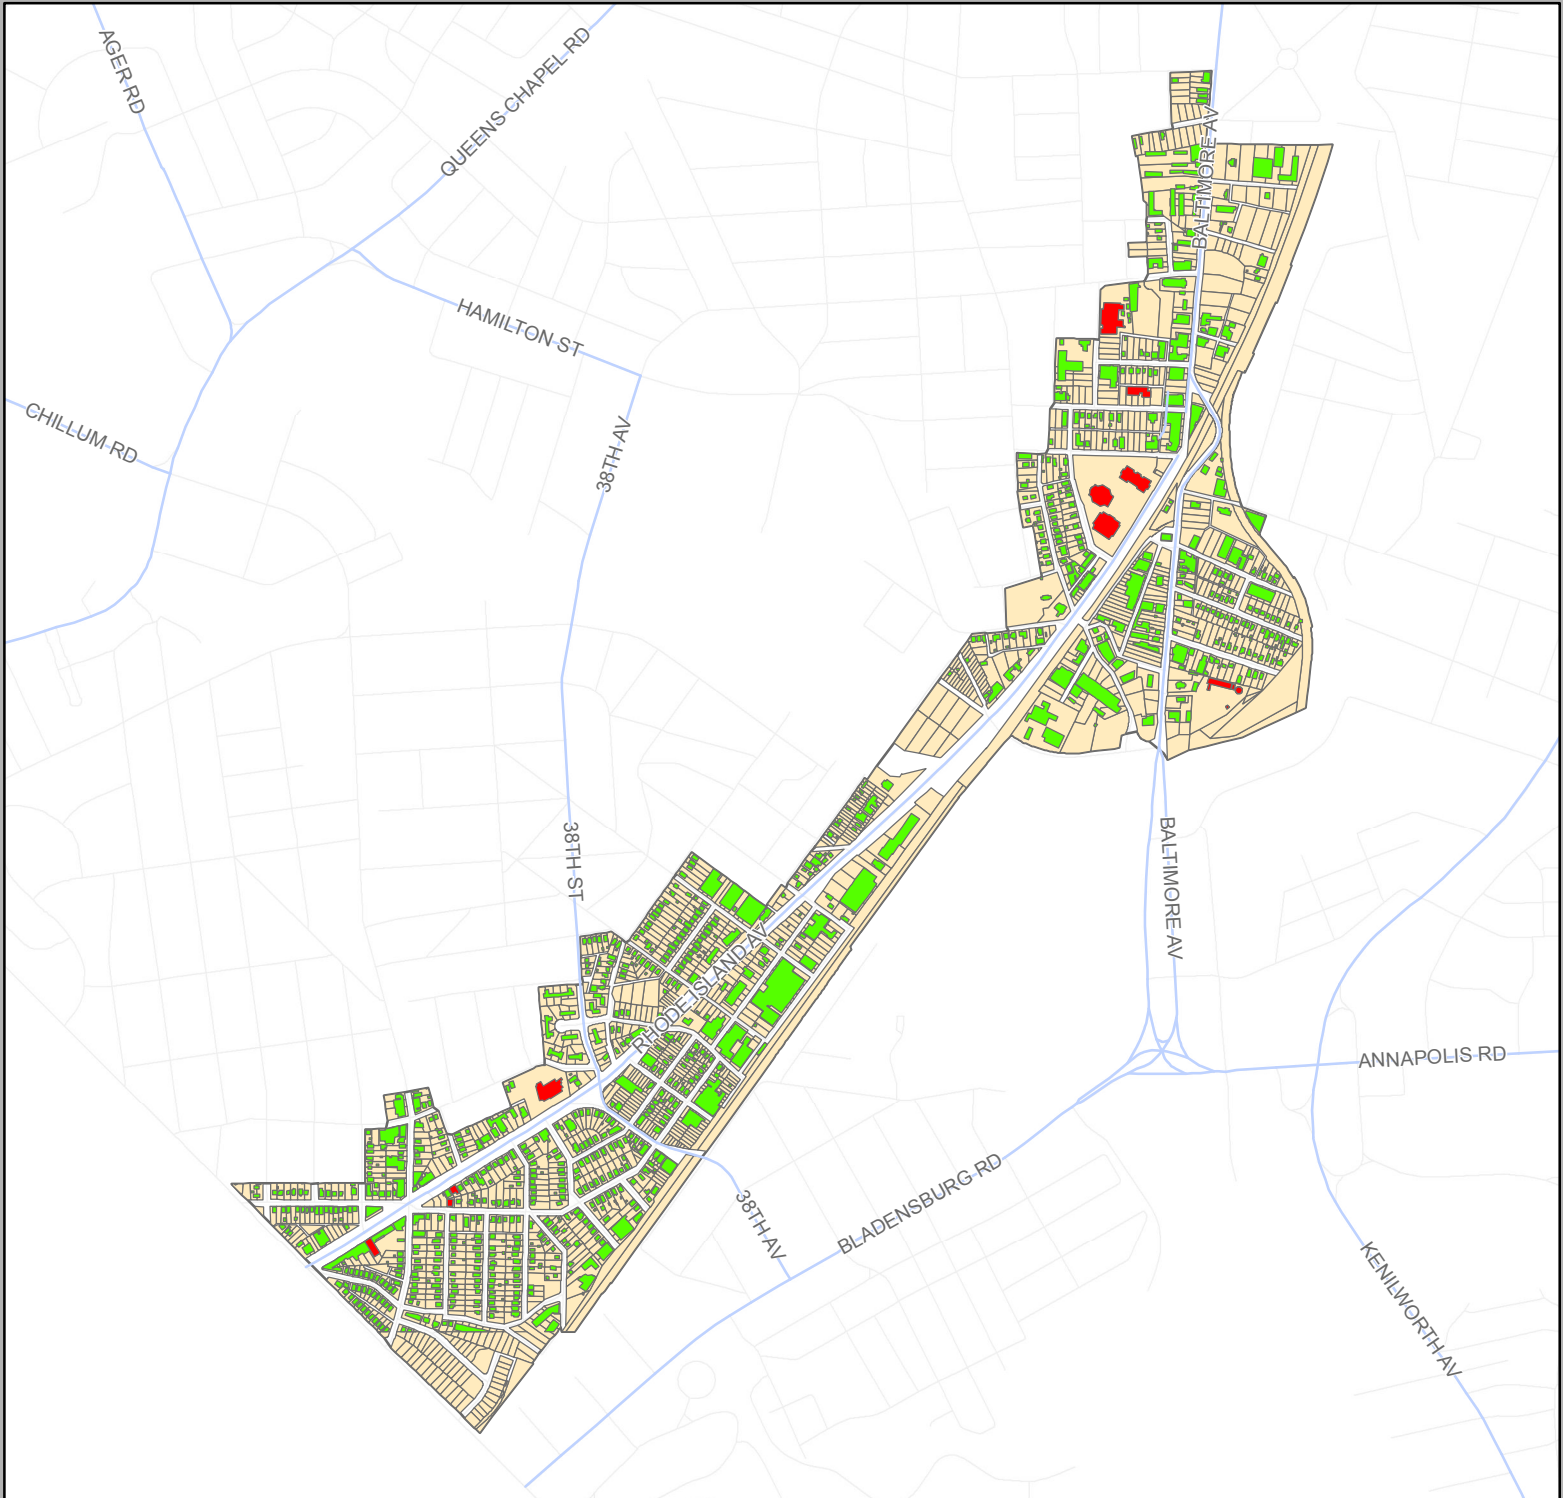 AGER RD
QUEENS CHAPEL RD
BALTIMORE AV
HAMILTON ST
CHILLUM RD
38TH AV
38TH ST
BALTIMORE AV
RHODE ISLAND AV
ANNAPOLIS RD
BLADENSBURG RD
38TH AV
KENILWORTH AV